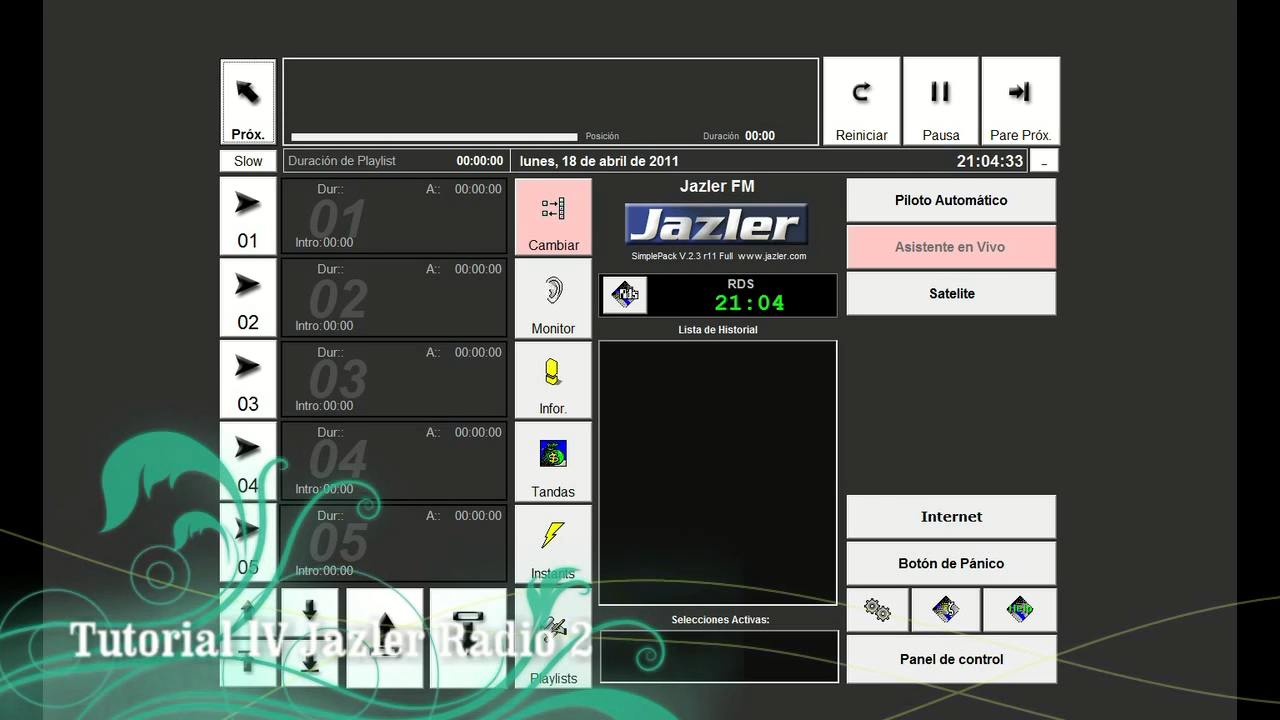 Próx.
Posición
Duración 00:00
Reiniciar
Pausa
Pare Próx.
Slow
Duración de Playlist 00:00:00
lunes, 18 de abril de 2011
21:04:33
01
Dur:: A:: 00:00:00
01
Intro:00:00
02
Dur:: A:: 00:00:00
02
Intro:00:00
03
Dur:: A:: 00:00:00
03
Intro:00:00
04
Dur:: A:: 00:00:00
04
Intro:00:00
05
Dur:: A:: 00:00:00
05
Intro:00:00
Cambiar
Monitor
Infor.
Tandas
Instants
Playlists
Jazler FM
Jazler
SimplePack V.2.3 r11 Full www.jazler.com
RDS
21:04
Lista de Historial
Selecciones Activas:
Piloto Automático
Asistente en Vivo
Satelite
Internet
Botón de Pánico
HELP
Panel de control
Tutorial IV Jazler Radio 2